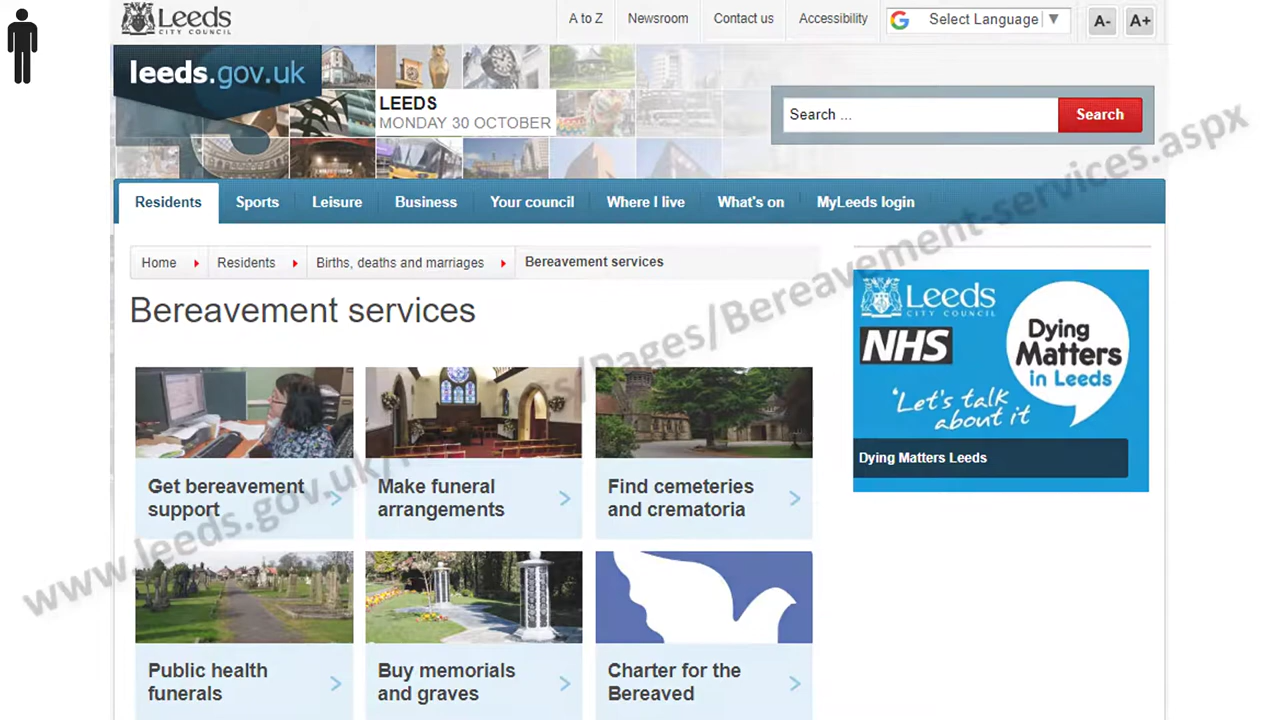 Leeds
CITY COUNCIL
A to Z
Newsroom
Contact us
Accessibility
Select Language
A-
A+
leeds.gov.uk
LEEDS
MONDAY 30 OCTOBER
Search ...
Search
Residents
Sports
Leisure
Business
Your council
Where I live
What's on
MyLeeds login
Home
Residents
Births, deaths and marriages
Bereavement services
Bereavement services
Leeds
CITY COUNCIL
NHS
Dying
Matters
in Leeds
'Let's talk
about it
Dying Matters Leeds
Get bereavement
support
Make funeral
arrangements
Find cemeteries
and crematoria
Public health
funerals
Buy memorials
and graves
Charter for the
Bereaved
www.leeds.gov.uk/
/Pages/Bereavement-services.aspx